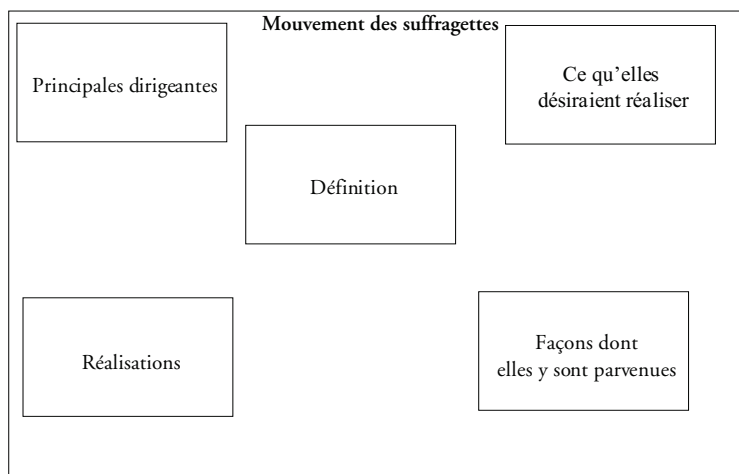 Mouvement des suffragettes
Principales dirigeantes
Ce qu'elles
désiraient réaliser
Définition
Réalisations
Façons dont
elles y sont parvenues